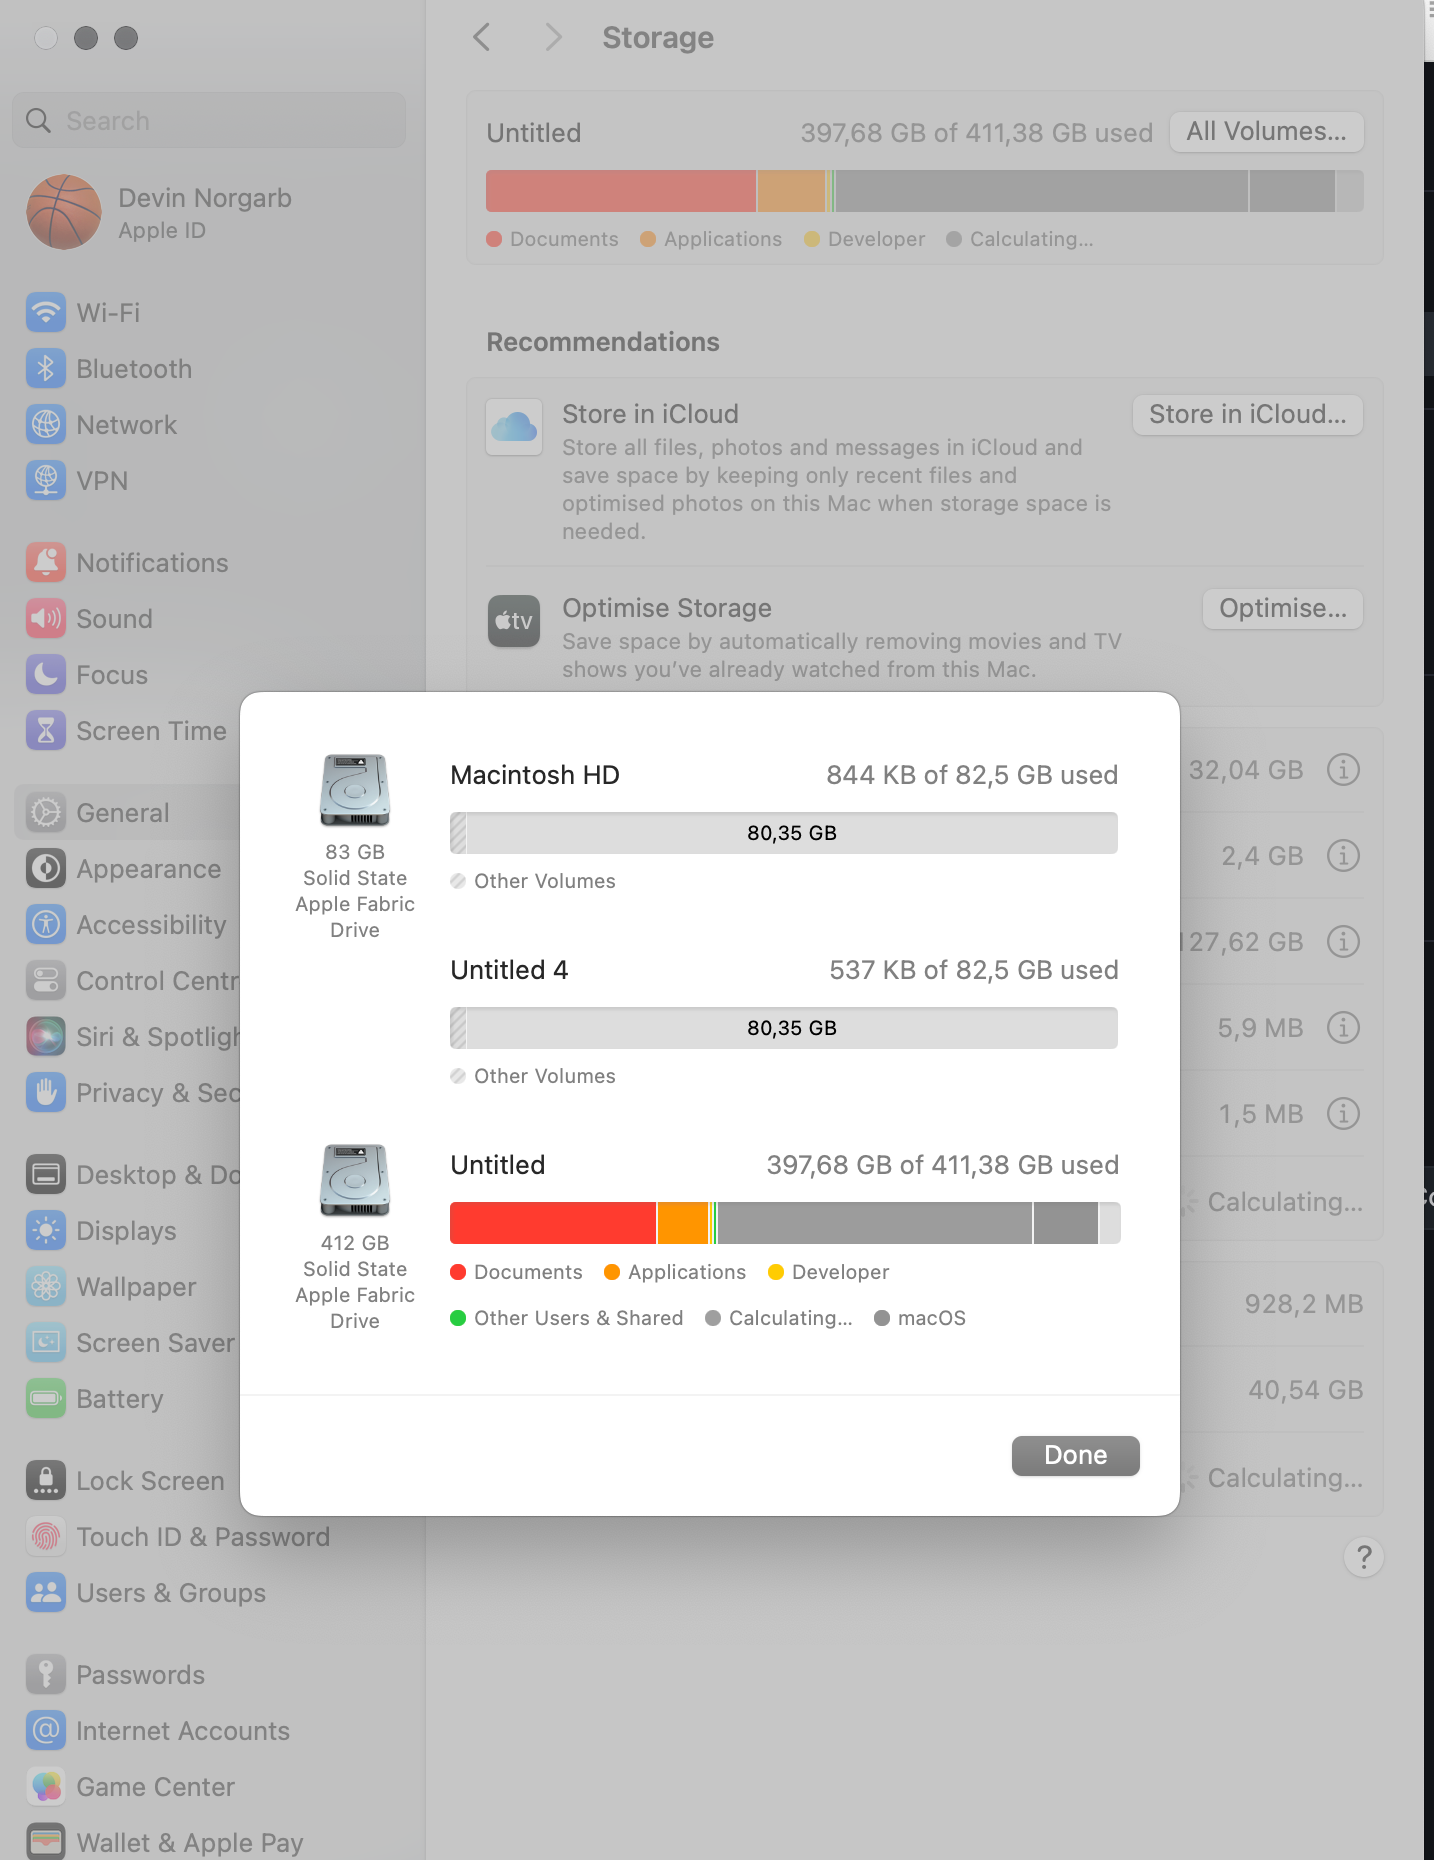 Storage
Search
Devin Norgarb
Apple ID
Wi-Fi
Bluetooth
Network
VPN
Notifications
Sound
Focus
Screen Time
General
Appearance
Accessibility
Control Centr
Siri & Spotligh
Privacy & Sec
Desktop & Do
Displays
Wallpaper
Screen Saver
Battery
Lock Screen
Touch ID & Password
Users & Groups
Passwords
Internet Accounts
Game Center
Wallet & Apple Pay
Untitled
397,68 GB of 411,38 GB used
All Volumes...
Documents
Applications
Developer
Calculating...
Recommendations
Store in iCloud
Store in iCloud...
Store all files, photos and messages in iCloud and
save space by keeping only recent files and
optimised photos on this Mac when storage space is
needed.
tv
Optimise Storage
Optimise...
Save space by automatically removing movies and TV
shows you've already watched from this Mac.
32,04 GB
2,4 GB
127,62 GB
5,9 MB
1,5 MB
Calculating...
928,2 MB
40,54 GB
Calculating...
?
Macintosh HD
844 KB of 82,5 GB used
80,35 GB
Other Volumes
83 GB
Solid State
Apple Fabric
Drive
Untitled 4
537 KB of 82,5 GB used
80,35 GB
Other Volumes
Untitled
397,68 GB of 411,38 GB used
412 GB
Solid State
Apple Fabric
Drive
Documents
Applications
Developer
Other Users & Shared
Calculating...
macOS
Done